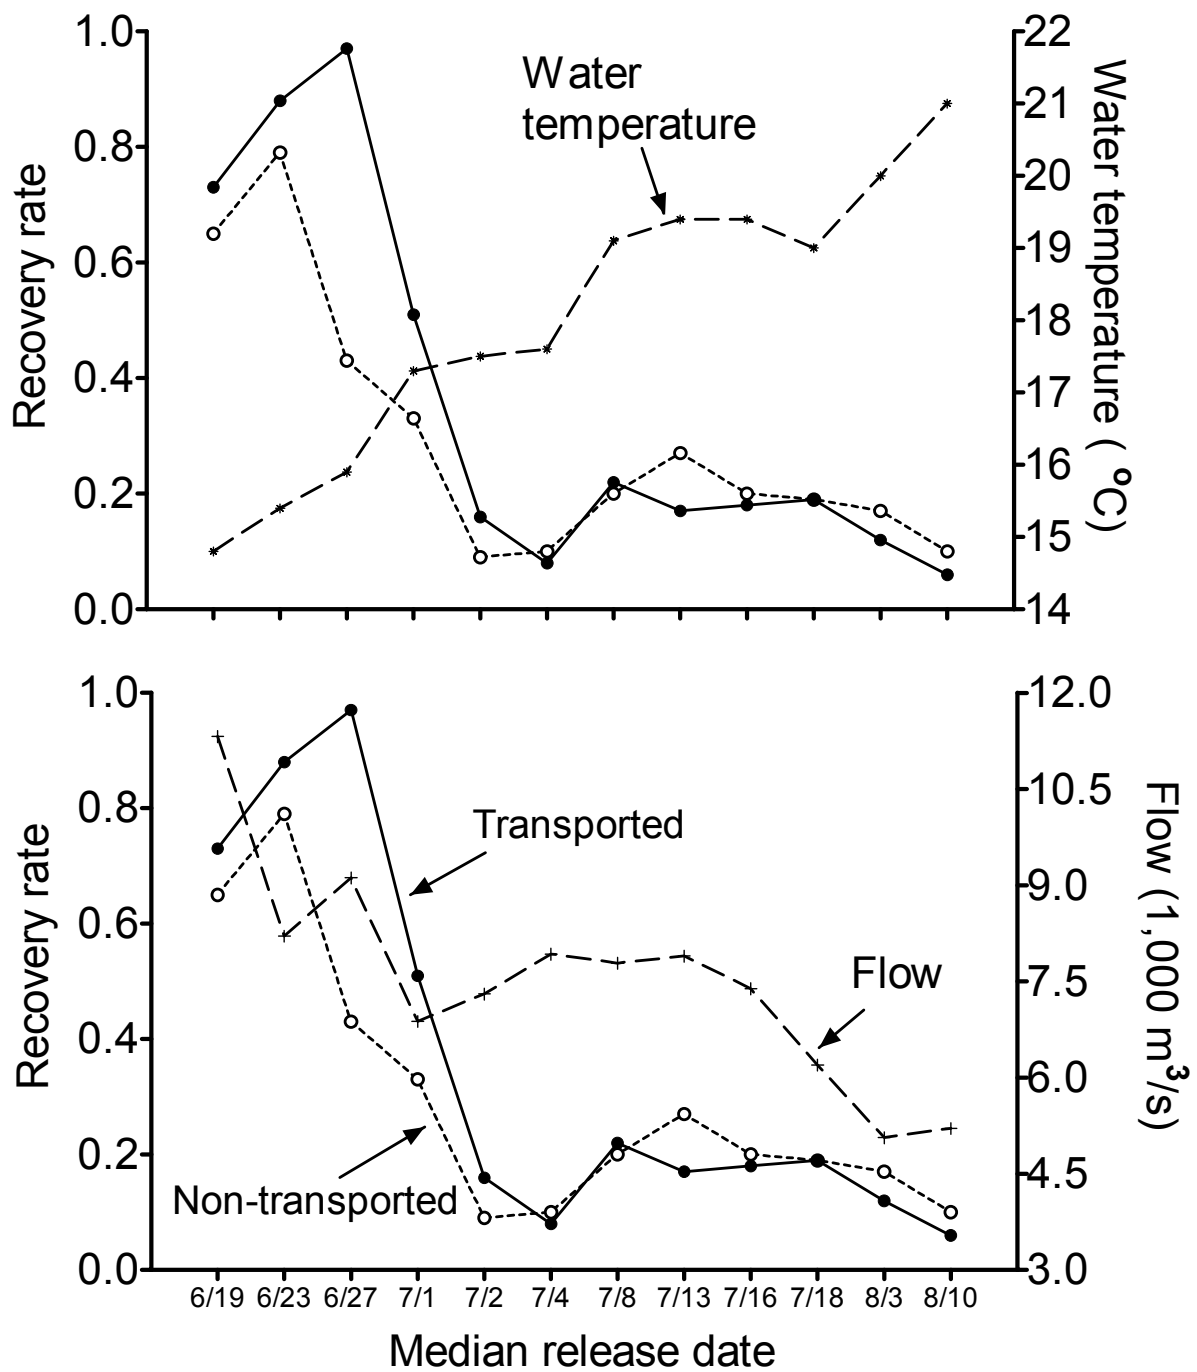 1.0
0.8
0.6
0.4
0.2
0.0
Recovery rate
Water
temperature
22
21
20
19
18
17
16
15
14
Water temperature ( ºC)
1.0
0.8
0.6
0.4
0.2
0.0
Recovery rate
Transported
Flow
Non-transported
12.0
10.5
9.0
7.5
6.0
4.5
3.0
Flow (1,000 m³/s)
6/19 6/23 6/27 7/1 7/2 7/4 7/8 7/13 7/16 7/18 8/3 8/10
Median release date